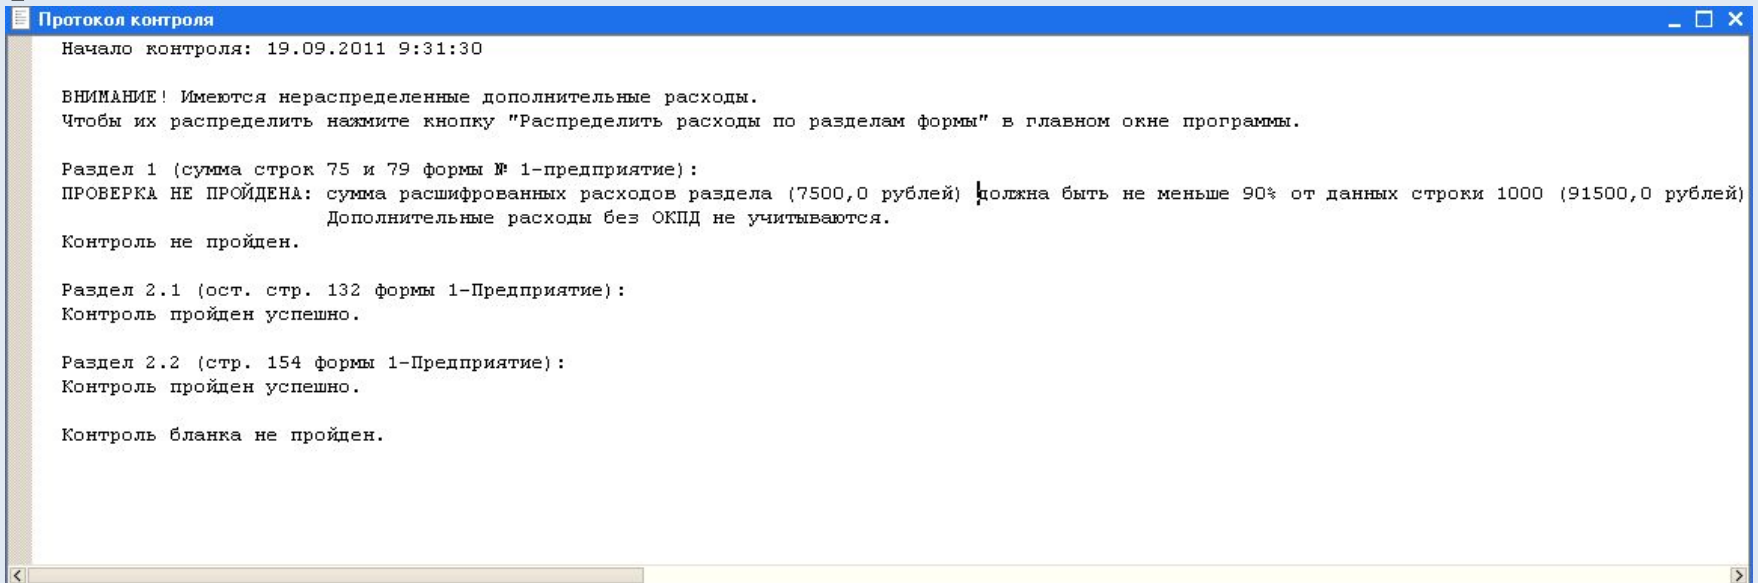 Протокол контроля
Начало контроля: 19.09.2011 9:31:30
ВНИМАНИЕ! Имеются нераспределенные дополнительные расходы.
Чтобы их распределить нажмите кнопку "Распределить расходы по разделам формы" в главном окне программы.
Раздел 1 (сумма строк 75 и 79 формы № 1-предприятие):
ПРОВЕРКА НЕ ПРОЙДЕНА: сумма расшифрованных расходов раздела (7500,0 рублей) должна быть не меньше 90% от данных строки 1000 (91500,0 рублей)
Дополнительные расходы без ОКПД не учитываются.
Контроль не пройден.
Раздел 2.1 (ост. стр. 132 формы 1-Предприятие):
Контроль пройден успешно.
Раздел 2.2 (стр. 154 формы 1-Предприятие):
Контроль пройден успешно.
Контроль бланка не пройден.